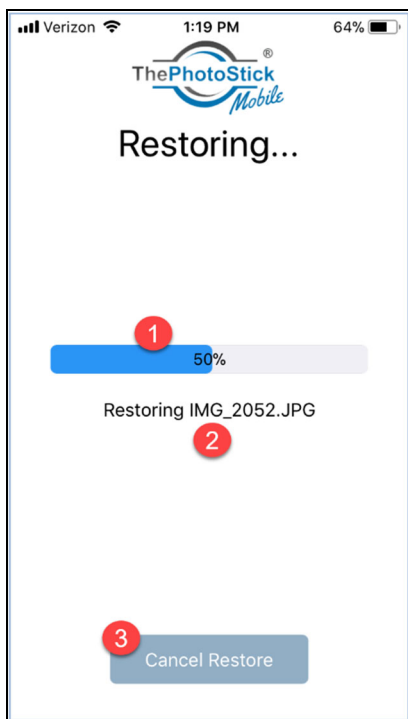 Verizon 1:19 PM 64%
®
ThePhotoStick
Mobile
Restoring...
1
50%
Restoring IMG_2052.JPG
2
3
Cancel Restore